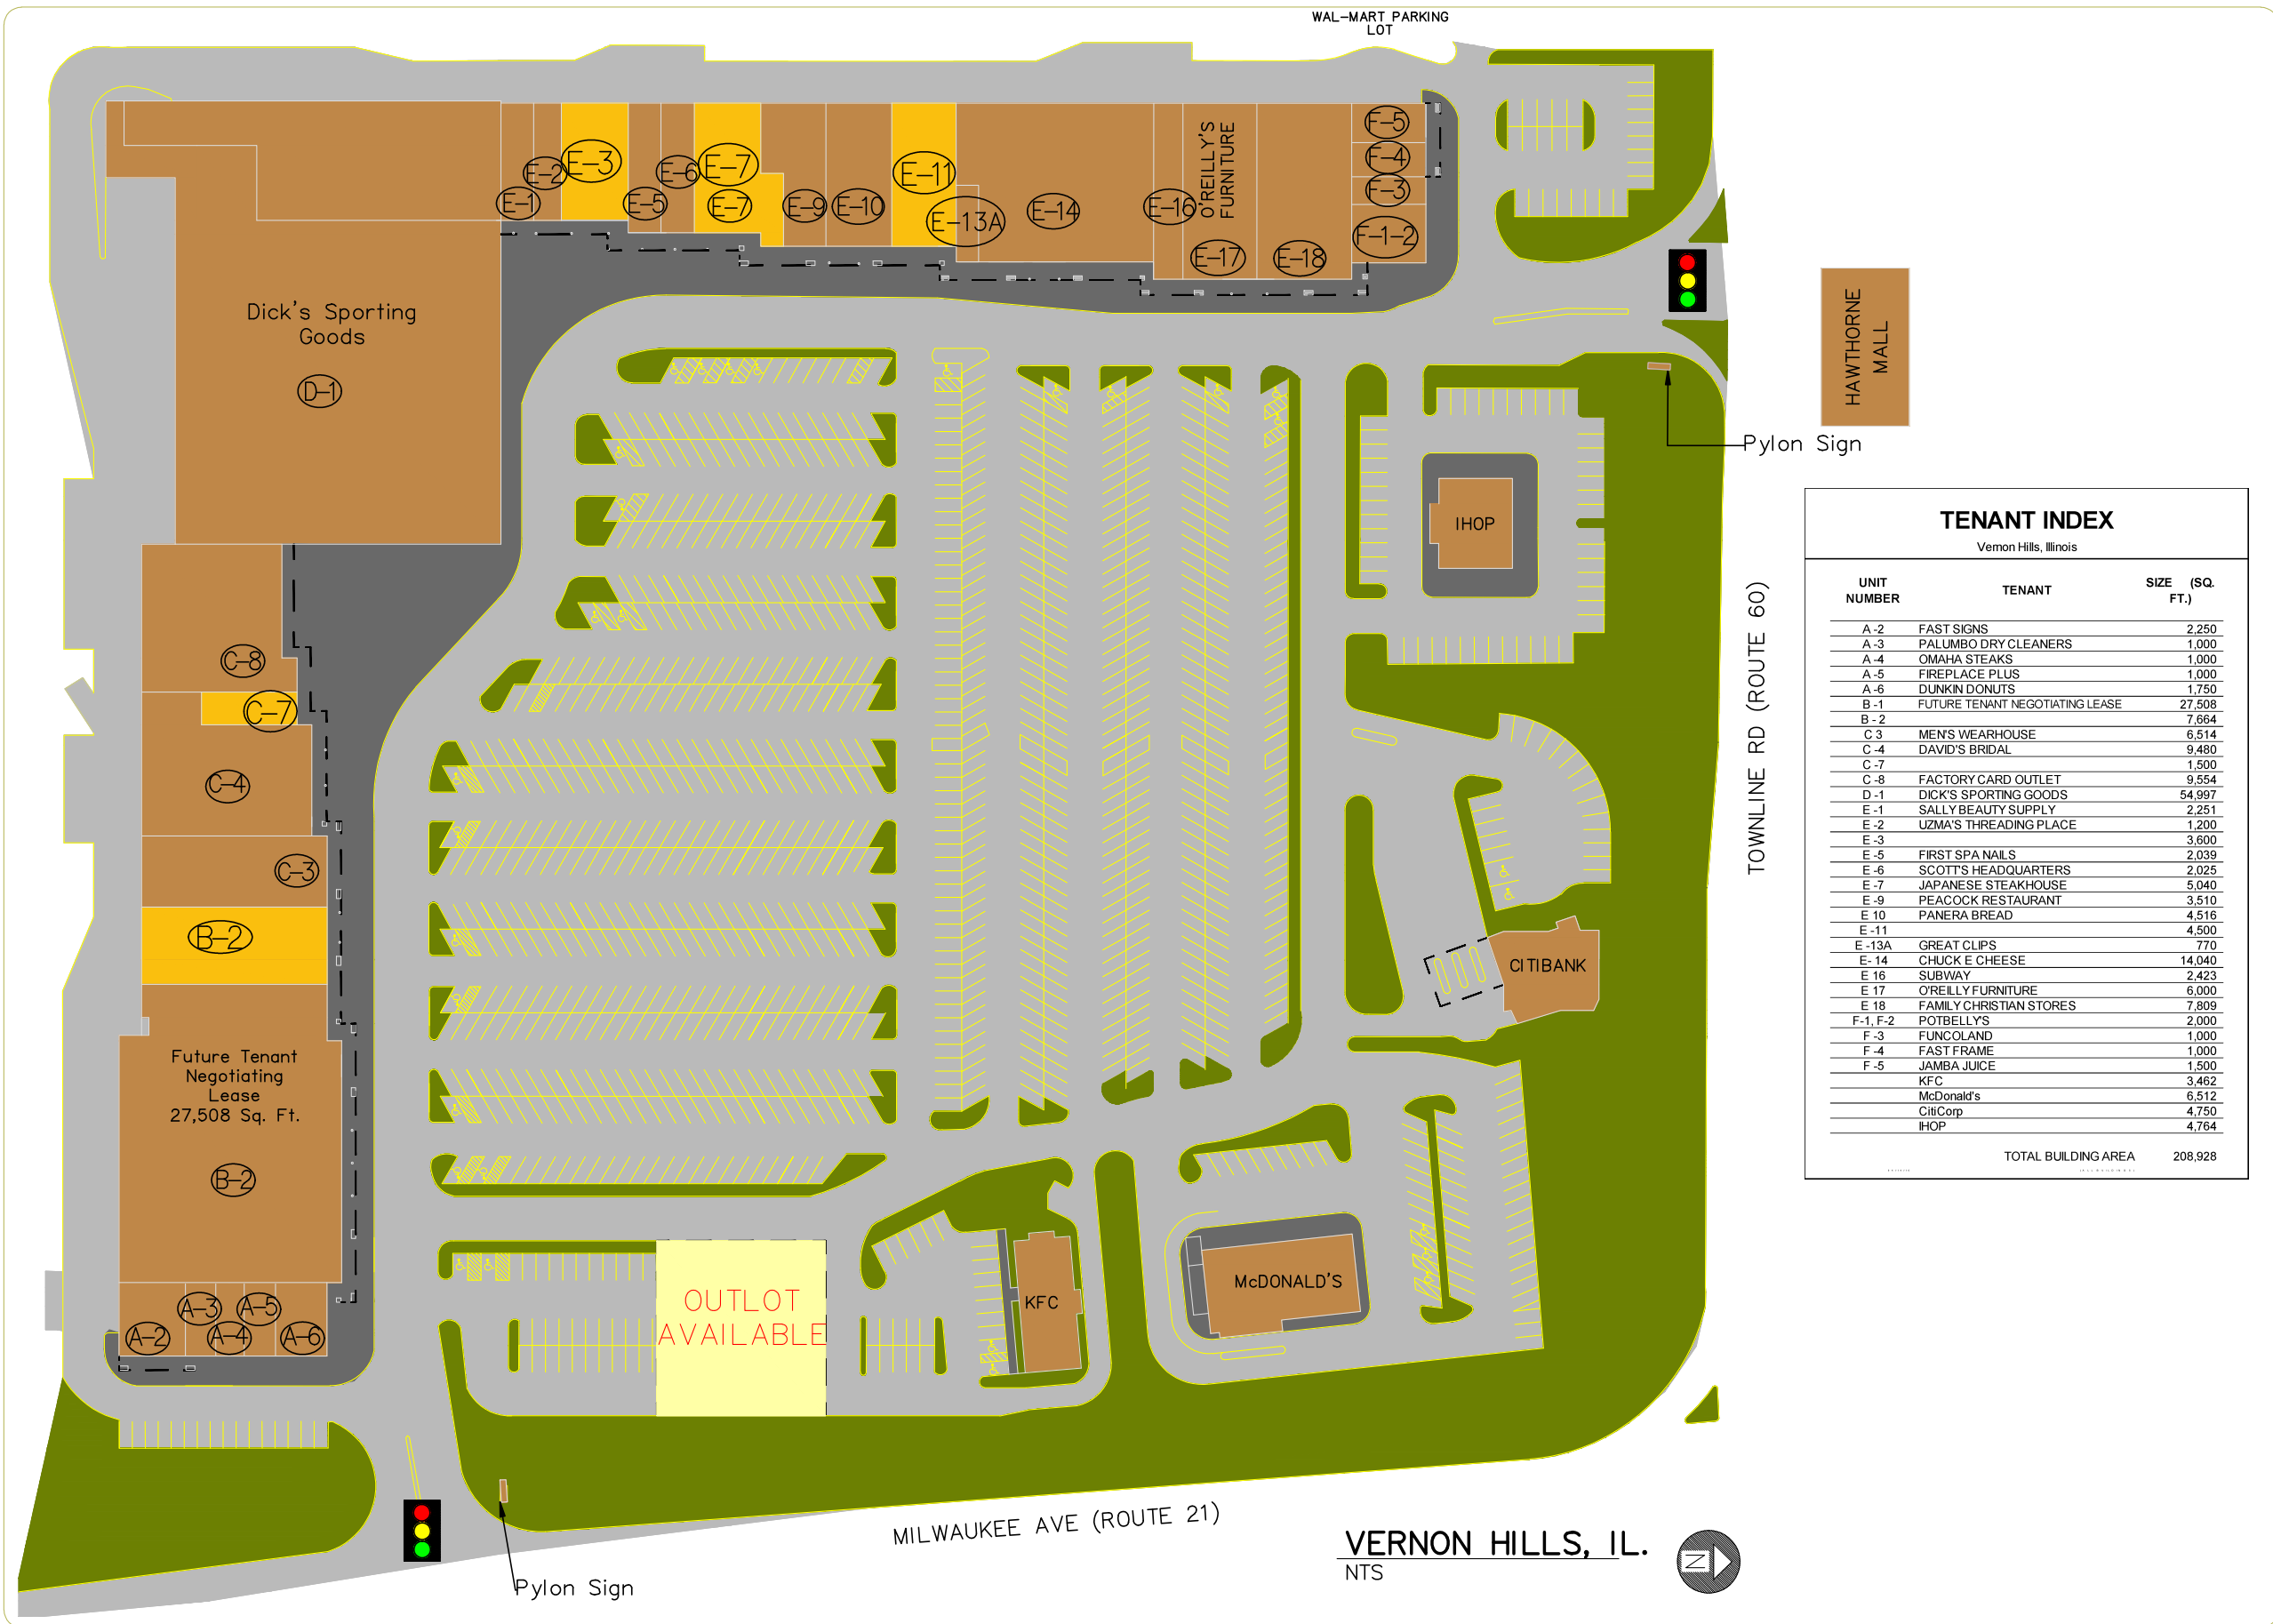 WAL-MART PARKING
LOT
E-1
E-2
E-3
E-5
E-6
E-7
E-7
E-9
E-10
E-11
E-13A
E-14
E-16
O'REILLY'S
FURNITURE
E-17
E-18
F-5
F-4
F-3
F-1-2
Dick's Sporting
Goods
D-1
HAWTHORNE
MALL
Pylon Sign
IHOP
TOWNLINE RD (ROUTE 60)
C-8
C-7
C-4
C-3
B-2
Future Tenant
Negotiating
Lease
27,508 Sq. Ft.
B-2
A-3
A-5
A-2
A-4
A-6
CITIBANK
OUTLOT
AVAILABLE
KFC
McDONALD'S
MILWAUKEE AVE (ROUTE 21)
Pylon Sign
VERNON HILLS, IL.
NTS
N
TENANT INDEX
Vernon Hills, Illinois
UNIT NUMBER TENANT SIZE (SQ. FT.)
A -2 FAST SIGNS 2,250
A -3 PALUMBO DRY CLEANERS 1,000
A -4 OMAHA STEAKS 1,000
A -5 FIREPLACE PLUS 1,000
A -6 DUNKIN DONUTS 1,750
B -1 FUTURE TENANT NEGOTIATING LEASE 27,508
B - 2 7,664
C 3 MEN'S WEARHOUSE 6,514
C -4 DAVID'S BRIDAL 9,480
C -7 1,500
C -8 FACTORY CARD OUTLET 9,554
D -1 DICK'S SPORTING GOODS 54,997
E -1 SALLY BEAUTY SUPPLY 2,251
E -2 UZMA'S THREADING PLACE 1,200
E -3 3,600
E -5 FIRST SPA NAILS 2,039
E -6 SCOTT'S HEADQUARTERS 2,025
E -7 JAPANESE STEAKHOUSE 5,040
E -9 PEACOCK RESTAURANT 3,510
E 10 PANERA BREAD 4,516
E -11 4,500
E -13A GREAT CLIPS 770
E- 14 CHUCK E CHEESE 14,040
E 16 SUBWAY 2,423
E 17 O'REILLY FURNITURE 6,000
E 18 FAMILY CHRISTIAN STORES 7,809
F-1, F-2 POTBELLY'S 2,000
F -3 FUNCOLAND 1,000
F -4 FAST FRAME 1,000
F -5 JAMBA JUICE 1,500
KFC 3,462
McDonald's 6,512
CitiCorp 4,750
IHOP 4,764
TOTAL BUILDING AREA 208,928